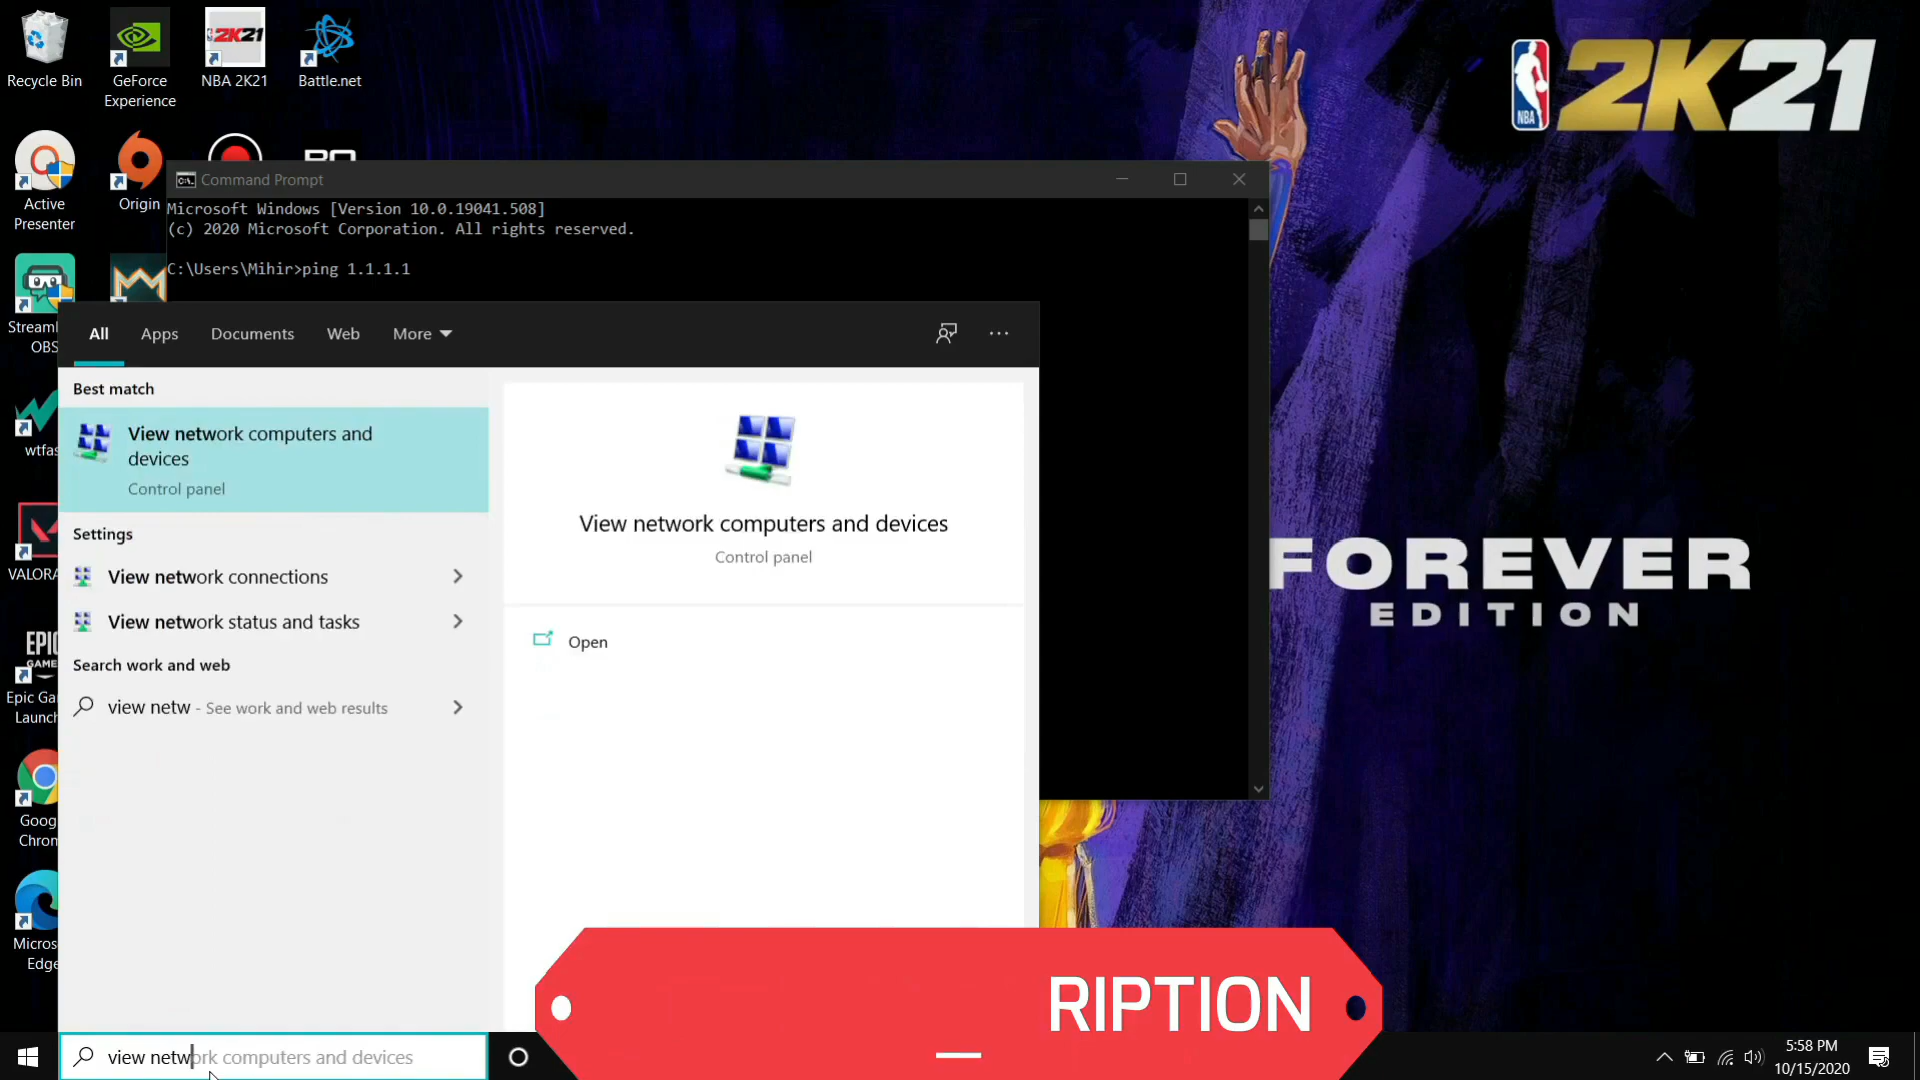 Recycle Bin
GeForce
Experience
NBA 2K21
Battle.net
Active
Presenter
Origin
Streaml
OBS
wtfas
VALORA
EPIC
GAME
Epic Ga
Launch
Goog
Chrom
Micros
Edge
NBA
2K21
FOREVER
EDITION
Command Prompt
Microsoft Windows [Version 10.0.19041.508]
(c) 2020 Microsoft Corporation. All rights reserved.
C:\Users\Mihir>ping 1.1.1.1
All Apps Documents Web More
Best match
View network computers and
devices
Control panel
Settings
View network connections
View network status and tasks
Search work and web
view netw - See work and web results
View network computers and devices
Control panel
Open
RIPTION
view network computers and devices
5:58 PM
10/15/2020